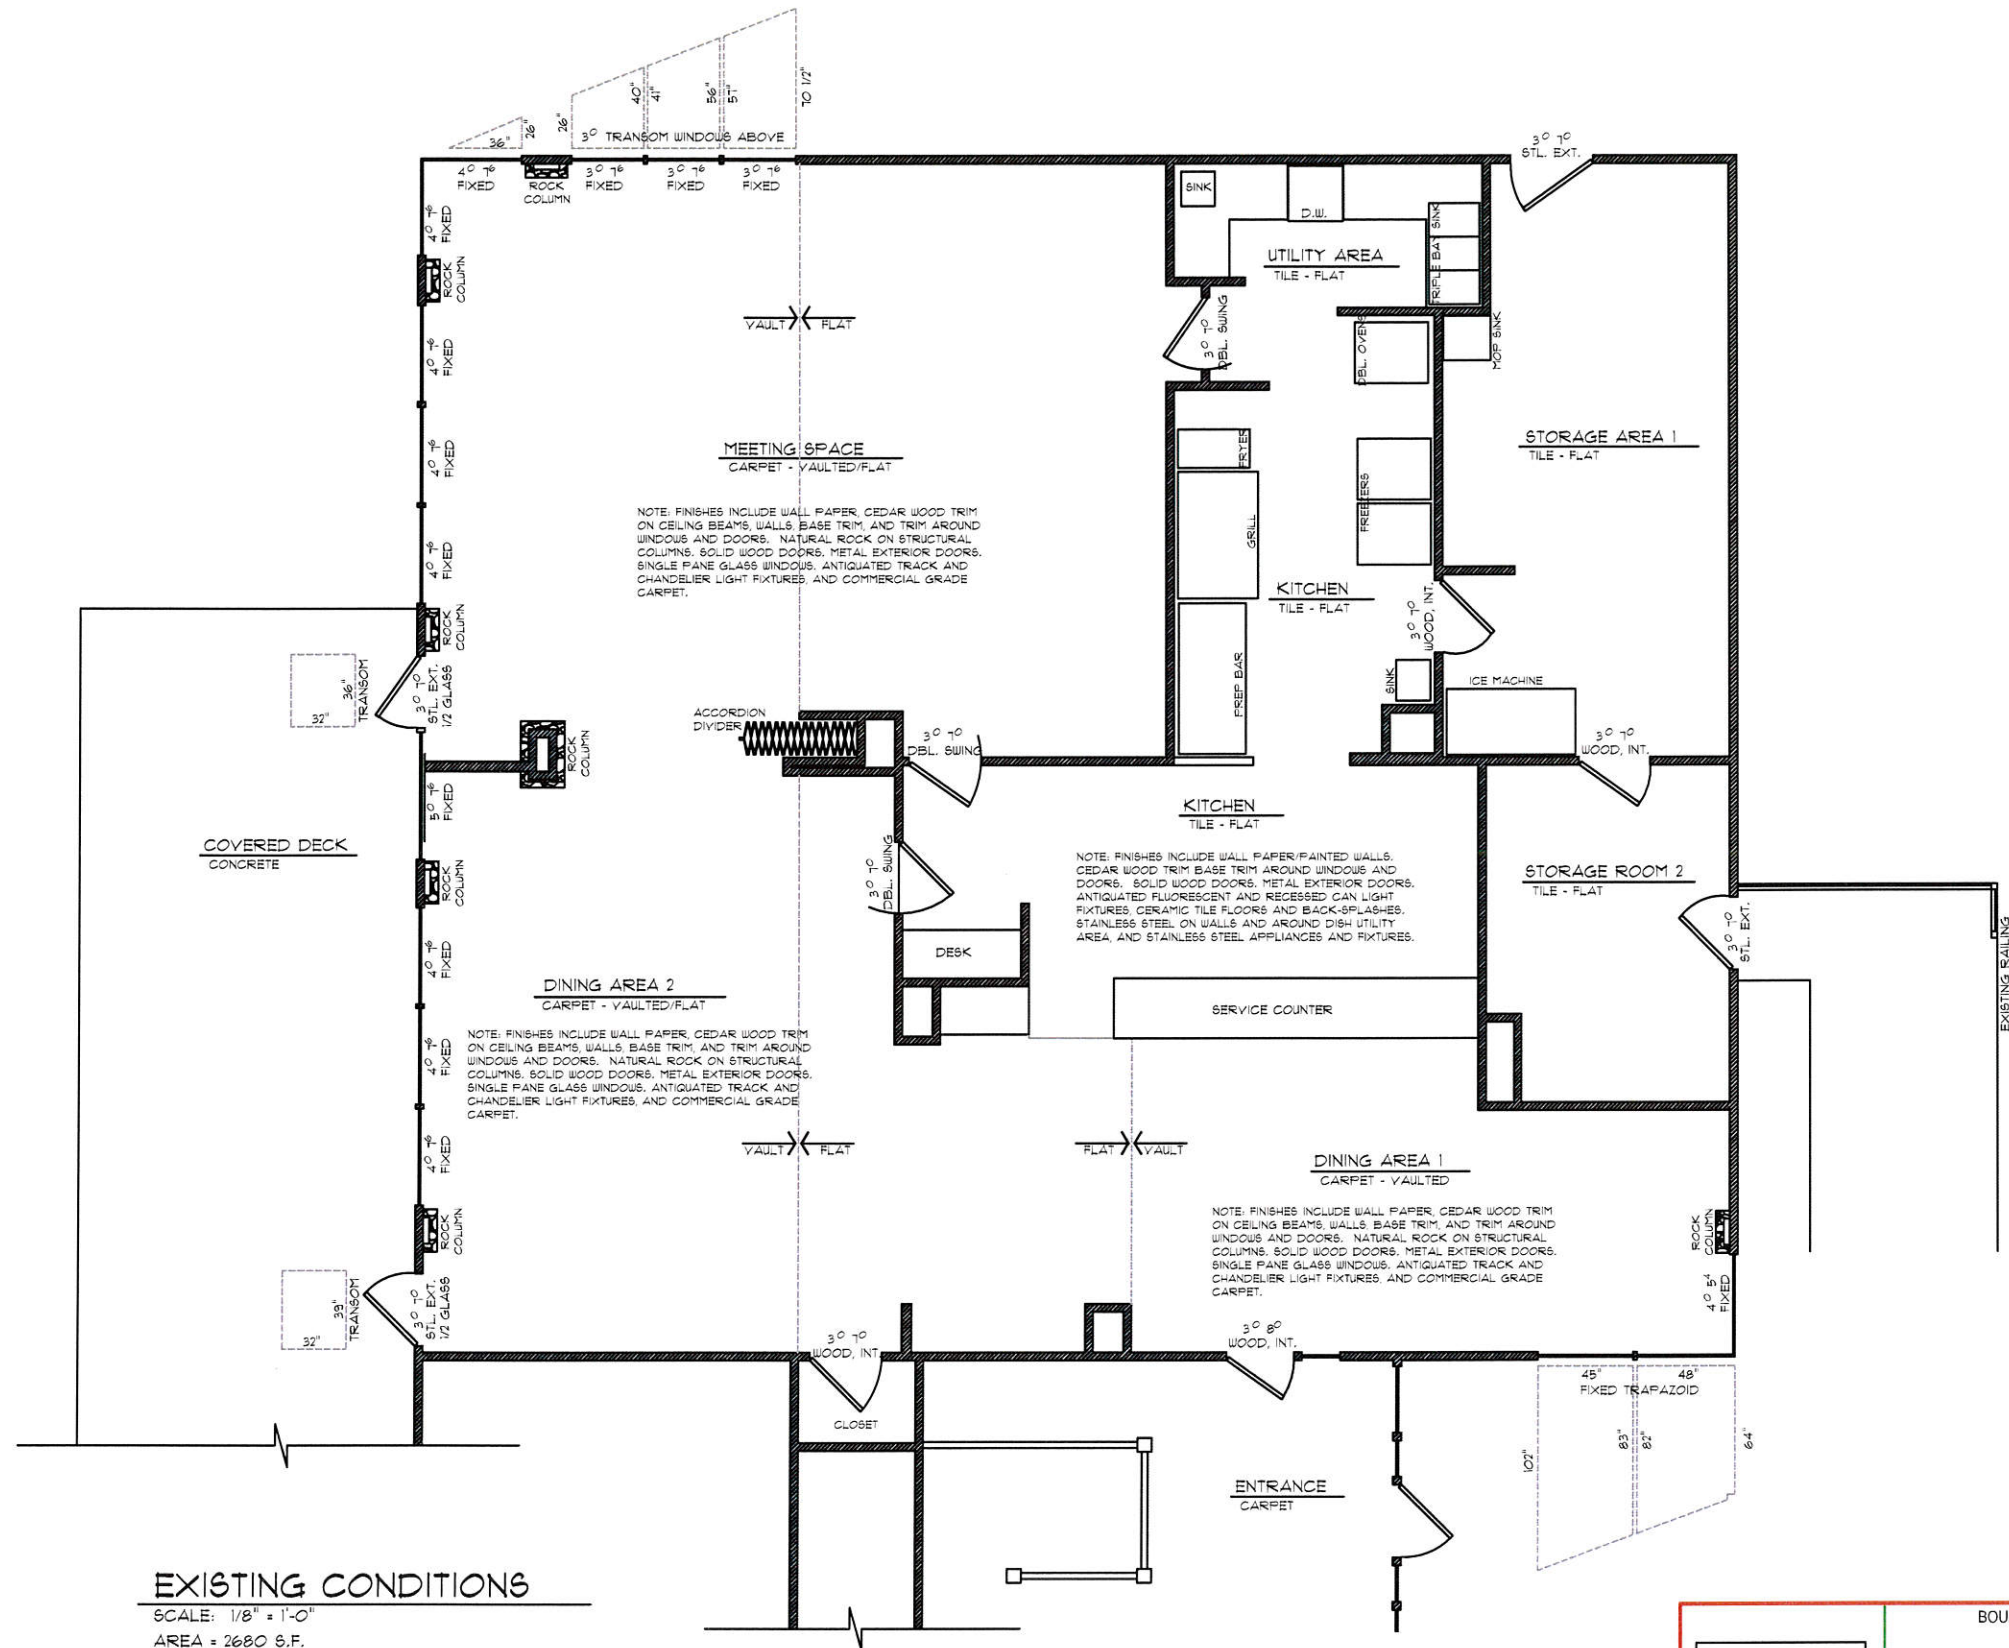 40"
41"
56"
57"
70 1/2"
36"
26"
26"
3⁰ TRANSOM WINDOWS ABOVE
4⁰ 7⁶
FIXED
ROCK
COLUMN
3⁰ 7⁶
FIXED
3⁰ 7⁶
FIXED
3⁰ 7⁶
FIXED
3⁰ 7⁰
STL. EXT.
SINK
D.W.
TRIPLE BAY SINK
UTILITY AREA
TILE - FLAT
4⁰ 7⁶
FIXED
ROCK
COLUMN
VAULT
FLAT
3⁰ 7⁰
DBL. SWING
DBL. OVENS
MOP SINK
4⁰ 7⁶
FIXED
MEETING SPACE
CARPET - VAULTED/FLAT
FRYER
STORAGE AREA 1
TILE - FLAT
4⁰ 7⁶
FIXED
NOTE: FINISHES INCLUDE WALL PAPER, CEDAR WOOD TRIM
ON CEILING BEAMS, WALLS, BASE TRIM, AND TRIM AROUND
WINDOWS AND DOORS. NATURAL ROCK ON STRUCTURAL
COLUMNS. SOLID WOOD DOORS. METAL EXTERIOR DOORS.
SINGLE PANE GLASS WINDOWS. ANTIQUATED TRACK AND
CHANDELIER LIGHT FIXTURES, AND COMMERCIAL GRADE
CARPET.
GRILL
FREEZERS
4⁰ 7⁶
FIXED
KITCHEN
TILE - FLAT
3⁰ 7⁰
WOOD, INT.
ROCK
COLUMN
PREP BAR
SINK
ICE MACHINE
36"
TRANSOM
32"
3⁰ 7⁰
STL. EXT.
1/2 GLASS
ACCORDION
DIVIDER
ROCK
COLUMN
3⁰ 7⁰
DBL. SWING
3⁰ 7⁰
WOOD, INT.
5⁰ 7⁶
FIXED
KITCHEN
TILE - FLAT
COVERED DECK
CONCRETE
ROCK
COLUMN
3⁰ 7⁰
DBL. SWING
NOTE: FINISHES INCLUDE WALL PAPER/PAINTED WALLS.
CEDAR WOOD TRIM BASE TRIM AROUND WINDOWS AND
DOORS. SOLID WOOD DOORS. METAL EXTERIOR DOORS.
ANTIQUATED FLUORESCENT AND RECESSED CAN LIGHT
FIXTURES, CERAMIC TILE FLOORS AND BACK-SPLASHES.
STAINLESS STEEL ON WALLS AND AROUND DISH UTILITY
AREA, AND STAINLESS STEEL APPLIANCES AND FIXTURES.
STORAGE ROOM 2
TILE - FLAT
3⁰ 7⁰
STL. EXT.
EXISTING RAILING
4⁰ 7⁶
FIXED
DESK
DINING AREA 2
CARPET - VAULTED/FLAT
SERVICE COUNTER
NOTE: FINISHES INCLUDE WALL PAPER, CEDAR WOOD TRIM
ON CEILING BEAMS, WALLS, BASE TRIM, AND TRIM AROUND
WINDOWS AND DOORS. NATURAL ROCK ON STRUCTURAL
COLUMNS. SOLID WOOD DOORS. METAL EXTERIOR DOORS.
SINGLE PANE GLASS WINDOWS. ANTIQUATED TRACK AND
CHANDELIER LIGHT FIXTURES, AND COMMERCIAL GRADE
CARPET.
4⁰ 7⁶
FIXED
4⁰ 7⁶
FIXED
VAULT
FLAT
FLAT
VAULT
DINING AREA 1
CARPET - VAULTED
NOTE: FINISHES INCLUDE WALL PAPER, CEDAR WOOD TRIM
ON CEILING BEAMS, WALLS, BASE TRIM, AND TRIM AROUND
WINDOWS AND DOORS. NATURAL ROCK ON STRUCTURAL
COLUMNS. SOLID WOOD DOORS. METAL EXTERIOR DOORS.
SINGLE PANE GLASS WINDOWS. ANTIQUATED TRACK AND
CHANDELIER LIGHT FIXTURES, AND COMMERCIAL GRADE
CARPET.
ROCK
COLUMN
ROCK
COLUMN
4⁰ 5⁴
FIXED
39"
TRANSOM
32"
3⁰ 7⁰
STL. EXT.
1/2 GLASS
3⁰ 7⁰
WOOD, INT.
3⁰ 8⁰
WOOD, INT.
45"
48"
FIXED TRAPAZOID
CLOSET
102"
83"
82"
64"
ENTRANCE
CARPET
EXISTING CONDITIONS
SCALE: 1/8" = 1'-0"
AREA = 2680 S.F.
BOU